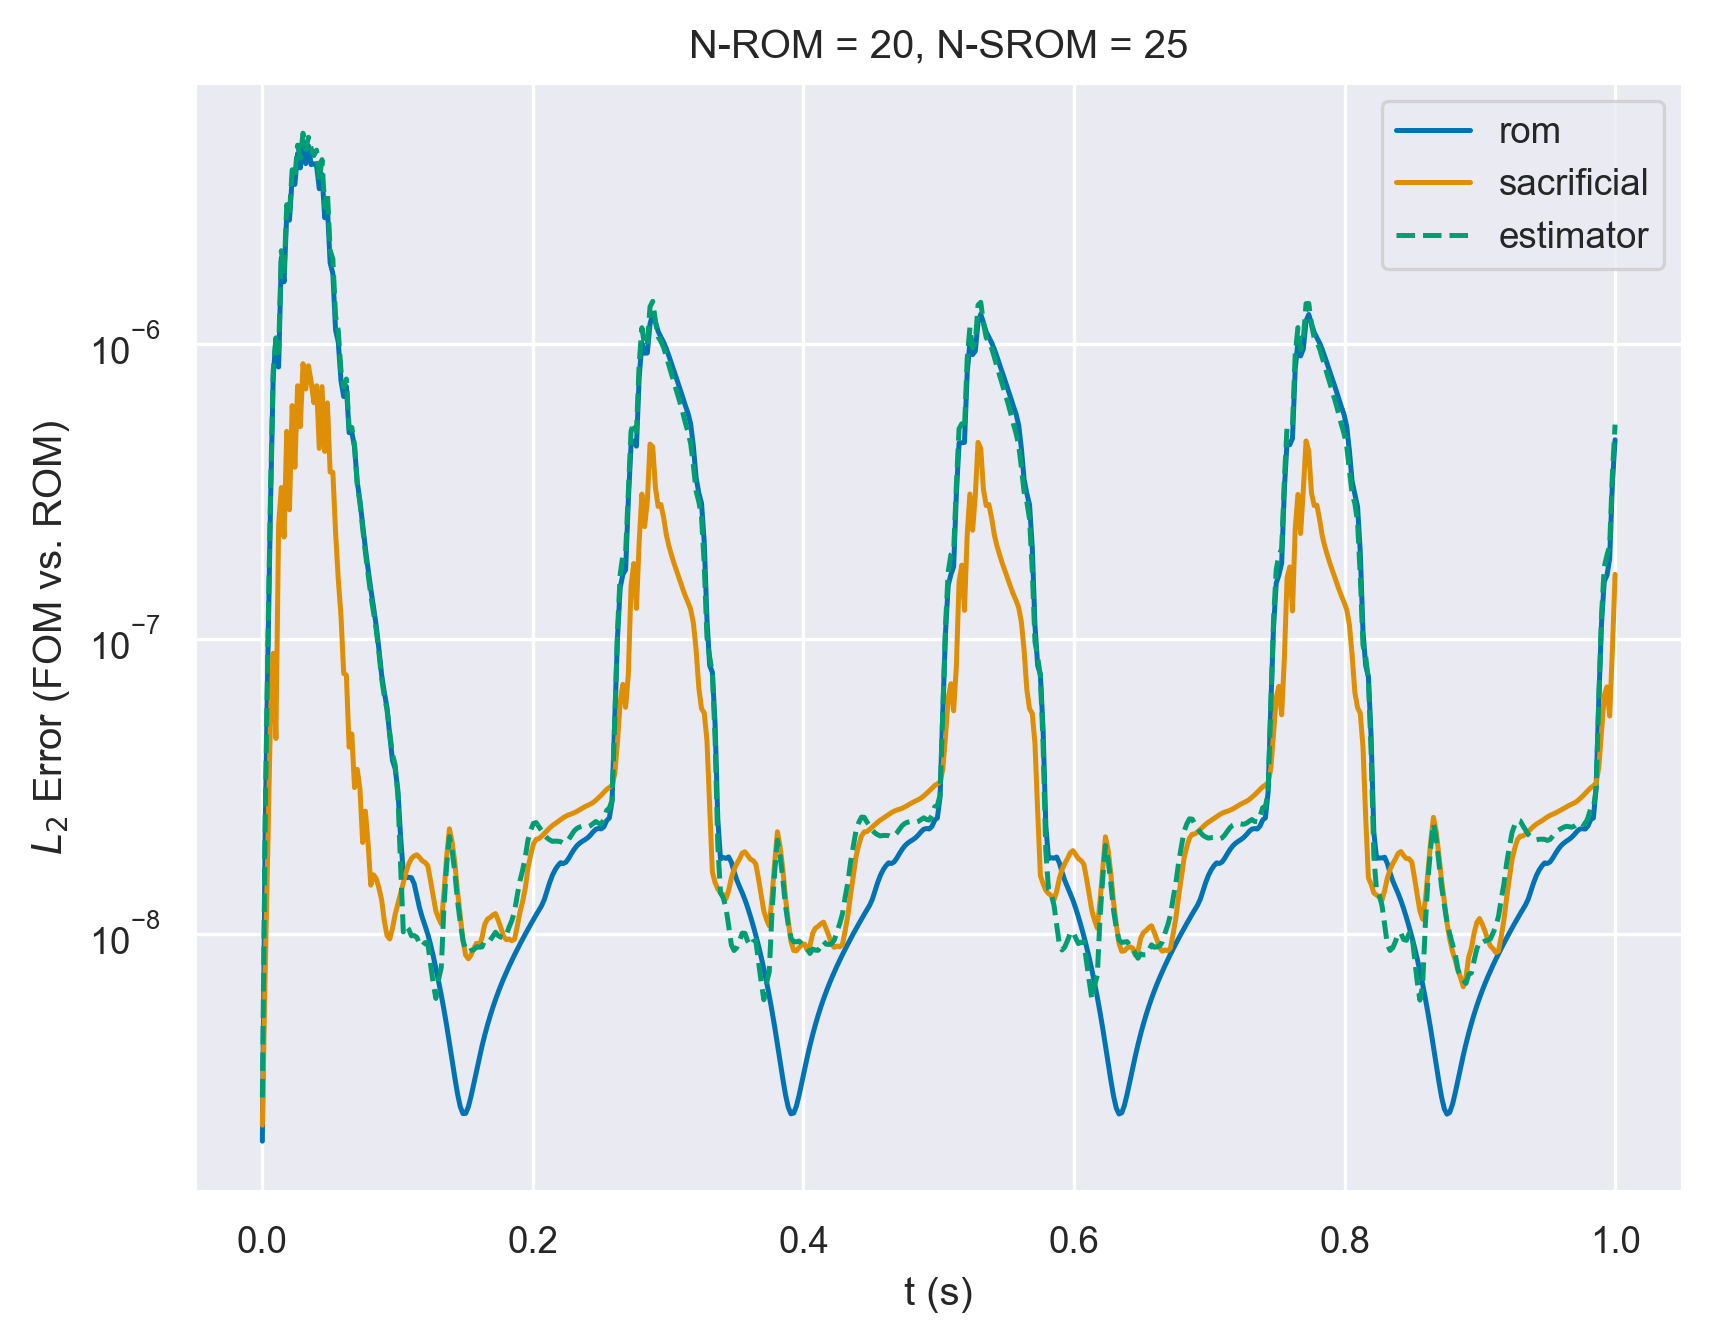 N-ROM = 20, N-SROM = 25
rom
sacrificial
estimator
L₂ Error (FOM vs. ROM)
10⁻⁶
10⁻⁷
10⁻⁸
0.0 0.2 0.4 0.6 0.8 1.0
t (s)